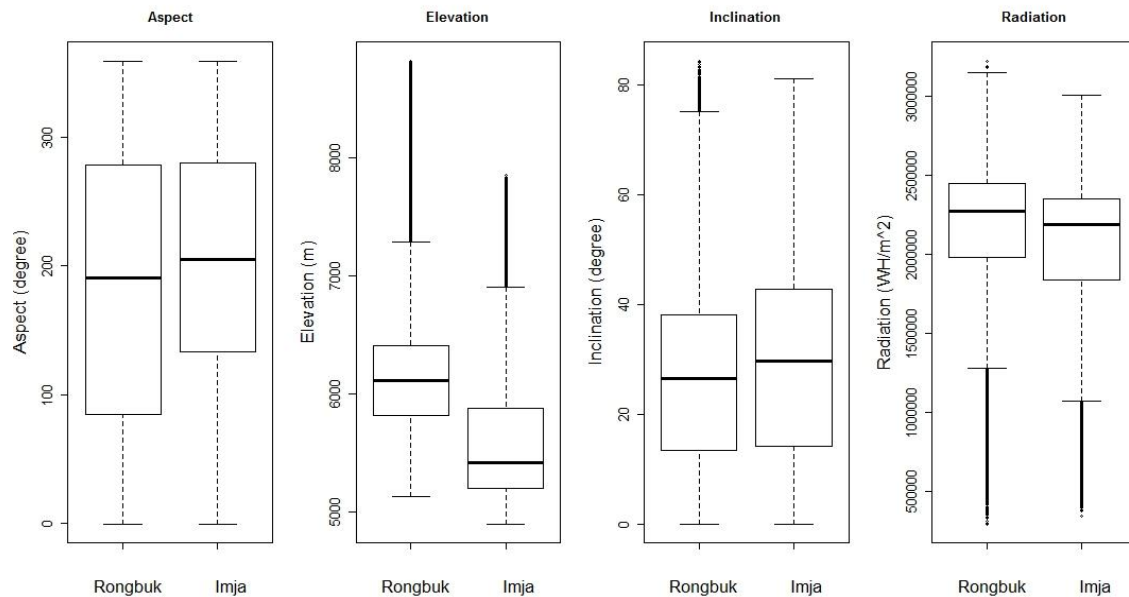 Aspect
Elevation
Inclination
Radiation
Aspect (degree)
0
100
200
300
Rongbuk
Imja
Elevation (m)
5000
6000
7000
8000
Rongbuk
Imja
Inclination (degree)
0
20
40
60
80
Rongbuk
Imja
Radiation (WH/m^2)
500000
1000000
1500000
2000000
2500000
3000000
Rongbuk
Imja